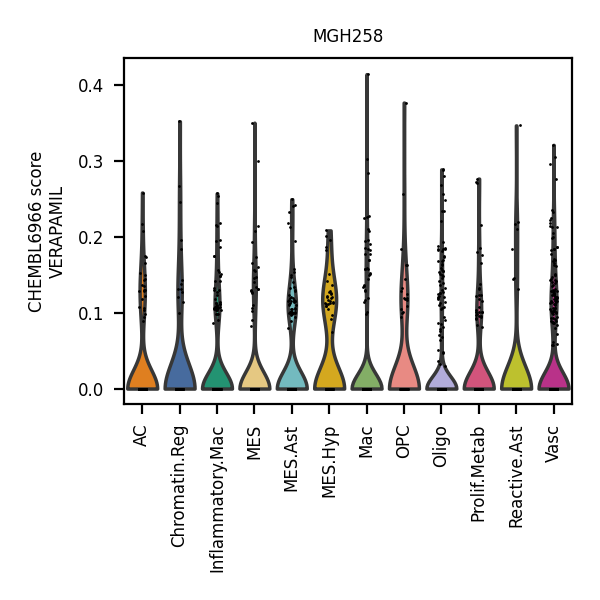 MGH258
CHEMBL6966 score
VERAPAMIL
0.4
0.3
0.2
0.1
0.0
AC
Chromatin.Reg
Inflammatory.Mac
MES
MES.Ast
MES.Hyp
Mac
OPC
Oligo
Prolif.Metab
Reactive.Ast
Vasc